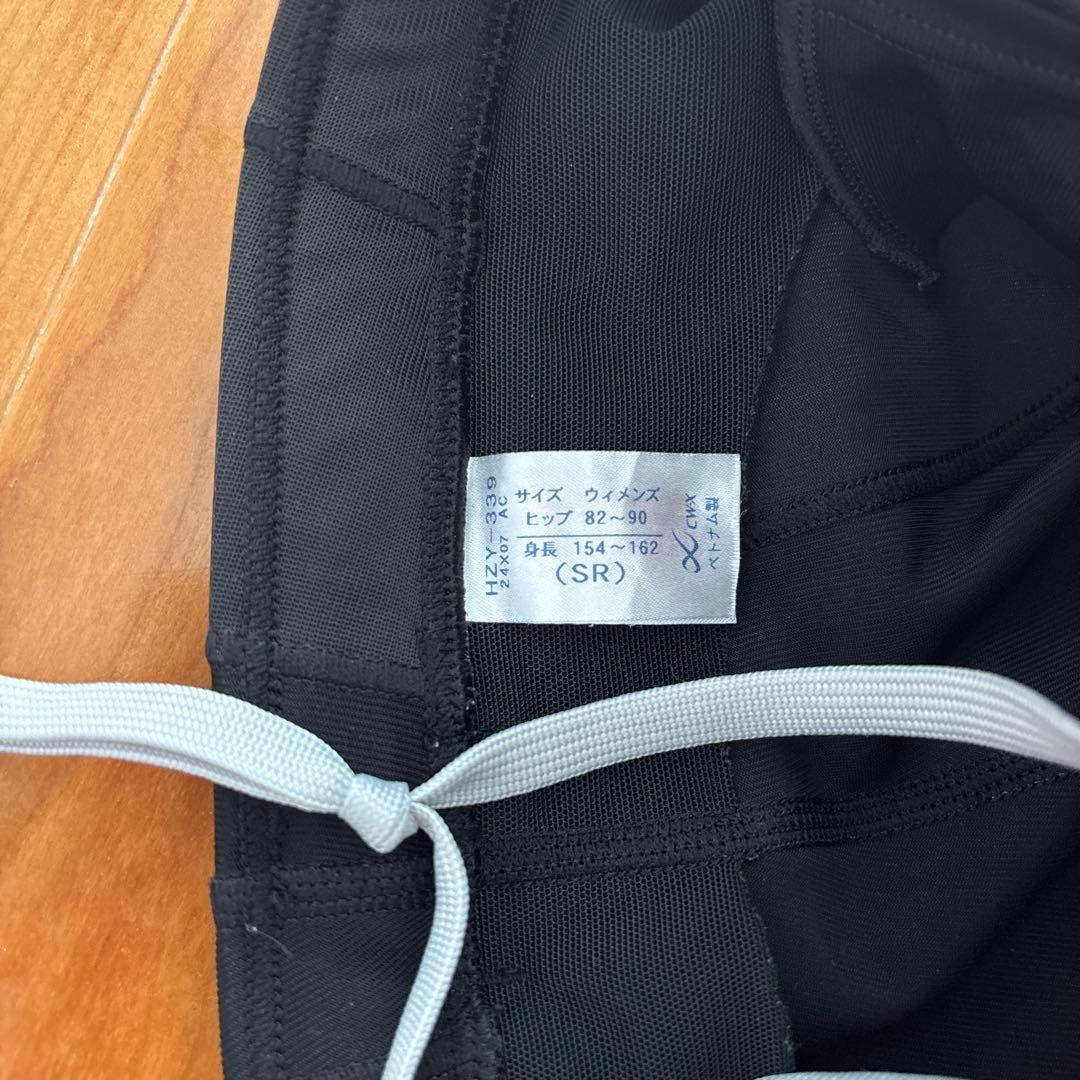 HZY-339
24X07 AC
サイズ ウィメンズ
ヒップ 82~90
身長 154~162
(SR)
CW-X
ベトナム製